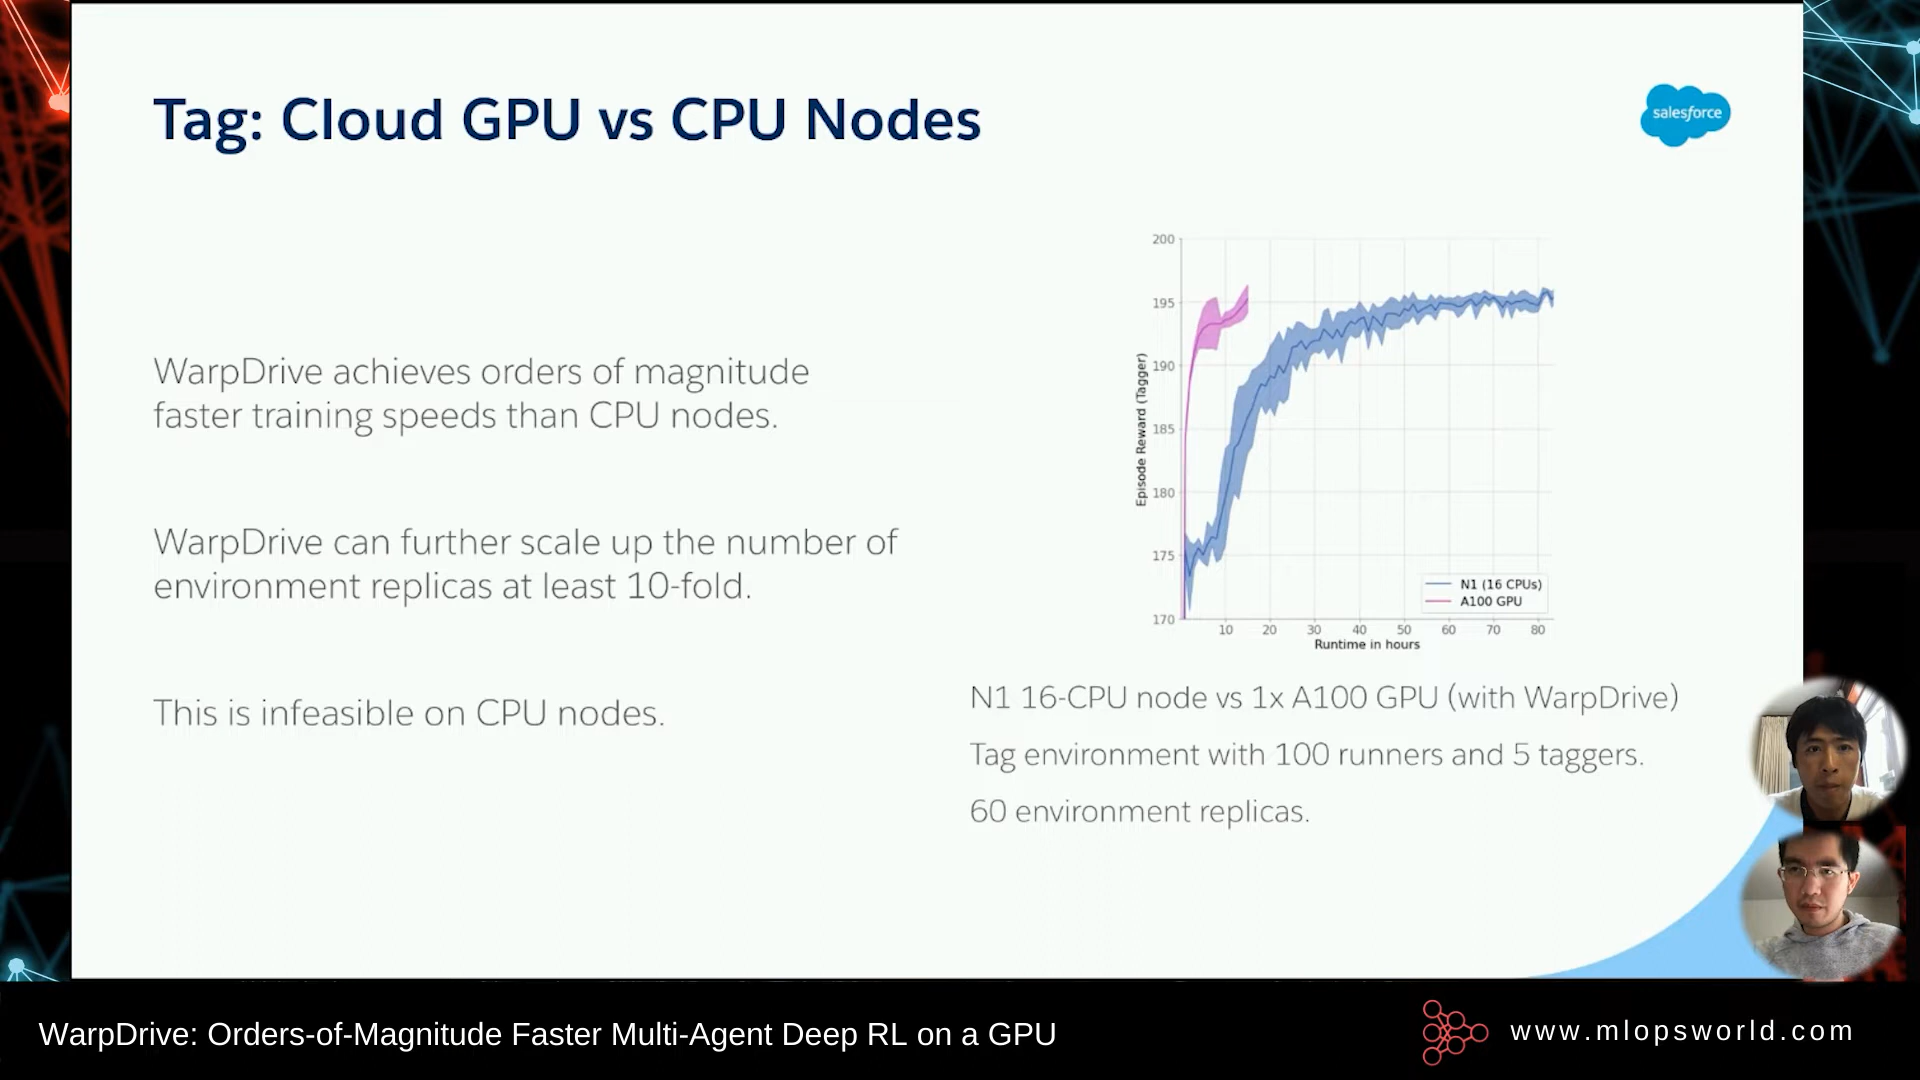 Tag: Cloud GPU vs CPU Nodes
salesforce
WarpDrive achieves orders of magnitude
faster training speeds than CPU nodes.
WarpDrive can further scale up the number of
environment replicas at least 10-fold.
This is infeasible on CPU nodes.
Episode Reward (Tagger)
200
195
190
185
180
175
170
10 20 30 40 50 60 70 80
Runtime in hours
N1 (16 CPUs)
A100 GPU
N1 16-CPU node vs 1x A100 GPU (with WarpDrive)
Tag environment with 100 runners and 5 taggers.
60 environment replicas.
WarpDrive: Orders-of-Magnitude Faster Multi-Agent Deep RL on a GPU
www.mlopsworld.com